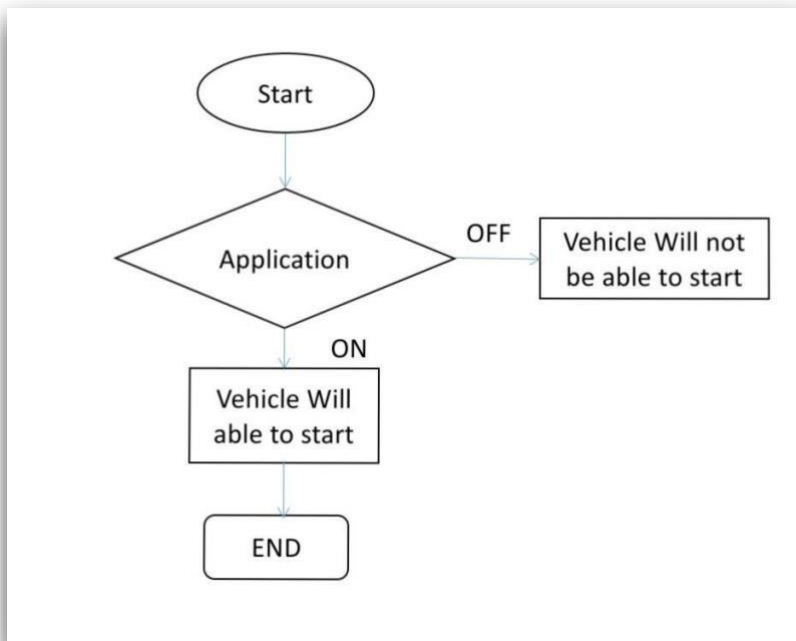 Start
Application
OFF
Vehicle Will not
be able to start
ON
Vehicle Will
able to start
END